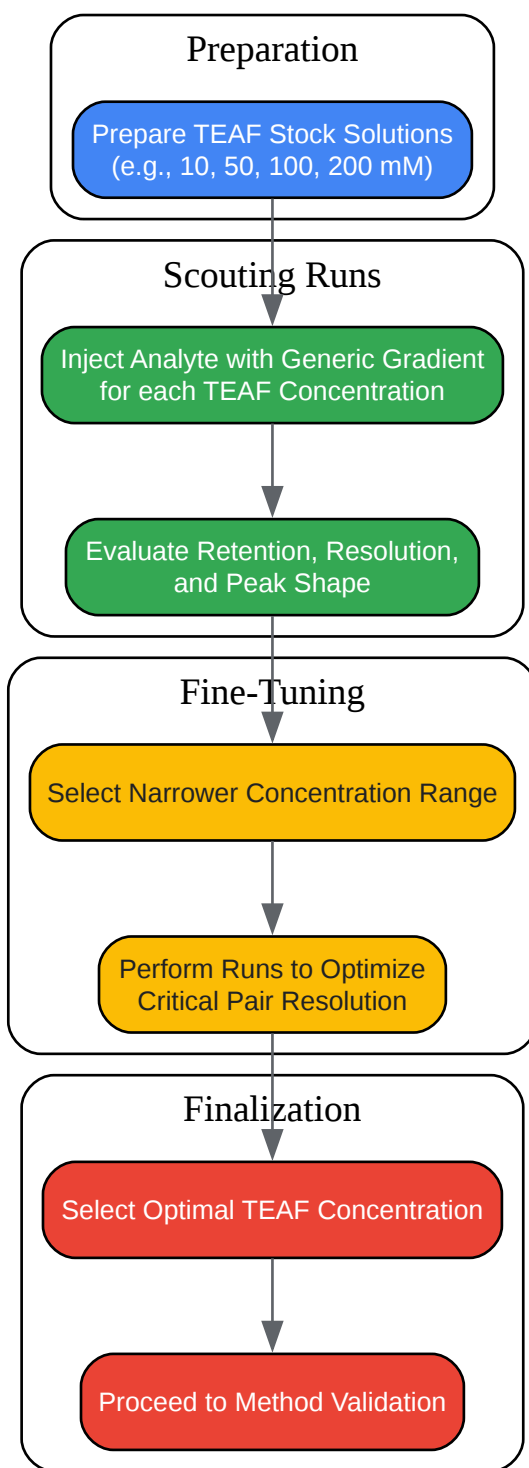 Preparation
Prepare TEAF Stock Solutions
(e.g., 10, 50, 100, 200 mM)
Scouting Runs
Inject Analyte with Generic Gradient
for each TEAF Concentration
Evaluate Retention, Resolution,
and Peak Shape
Fine-Tuning
Select Narrower Concentration Range
Perform Runs to Optimize
Critical Pair Resolution
Finalization
Select Optimal TEAF Concentration
Proceed to Method Validation